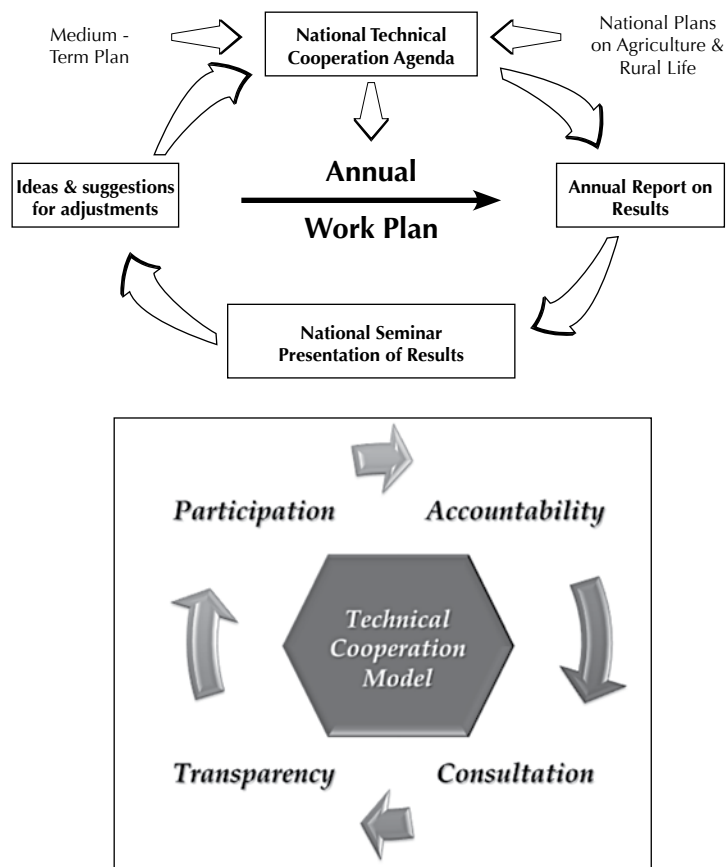 Medium -
Term Plan
National Technical
Cooperation Agenda
National Plans
on Agriculture &
Rural Life
Ideas & suggestions
for adjustments
Annual
Work Plan
Annual Report on
Results
National Seminar
Presentation of Results
Participation
Accountability
Technical
Cooperation
Model
Transparency
Consultation